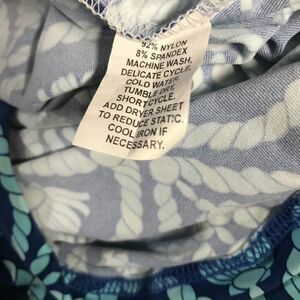 92% NYLON
8% SPANDEX
MACHINE WASH,
DELICATE CYCLE,
COLD WATER,
TUMBLE DRY,
SHORT CYCLE.
ADD DRYER SHEET
TO REDUCE STATIC.
COOL IRON IF
NECESSARY.